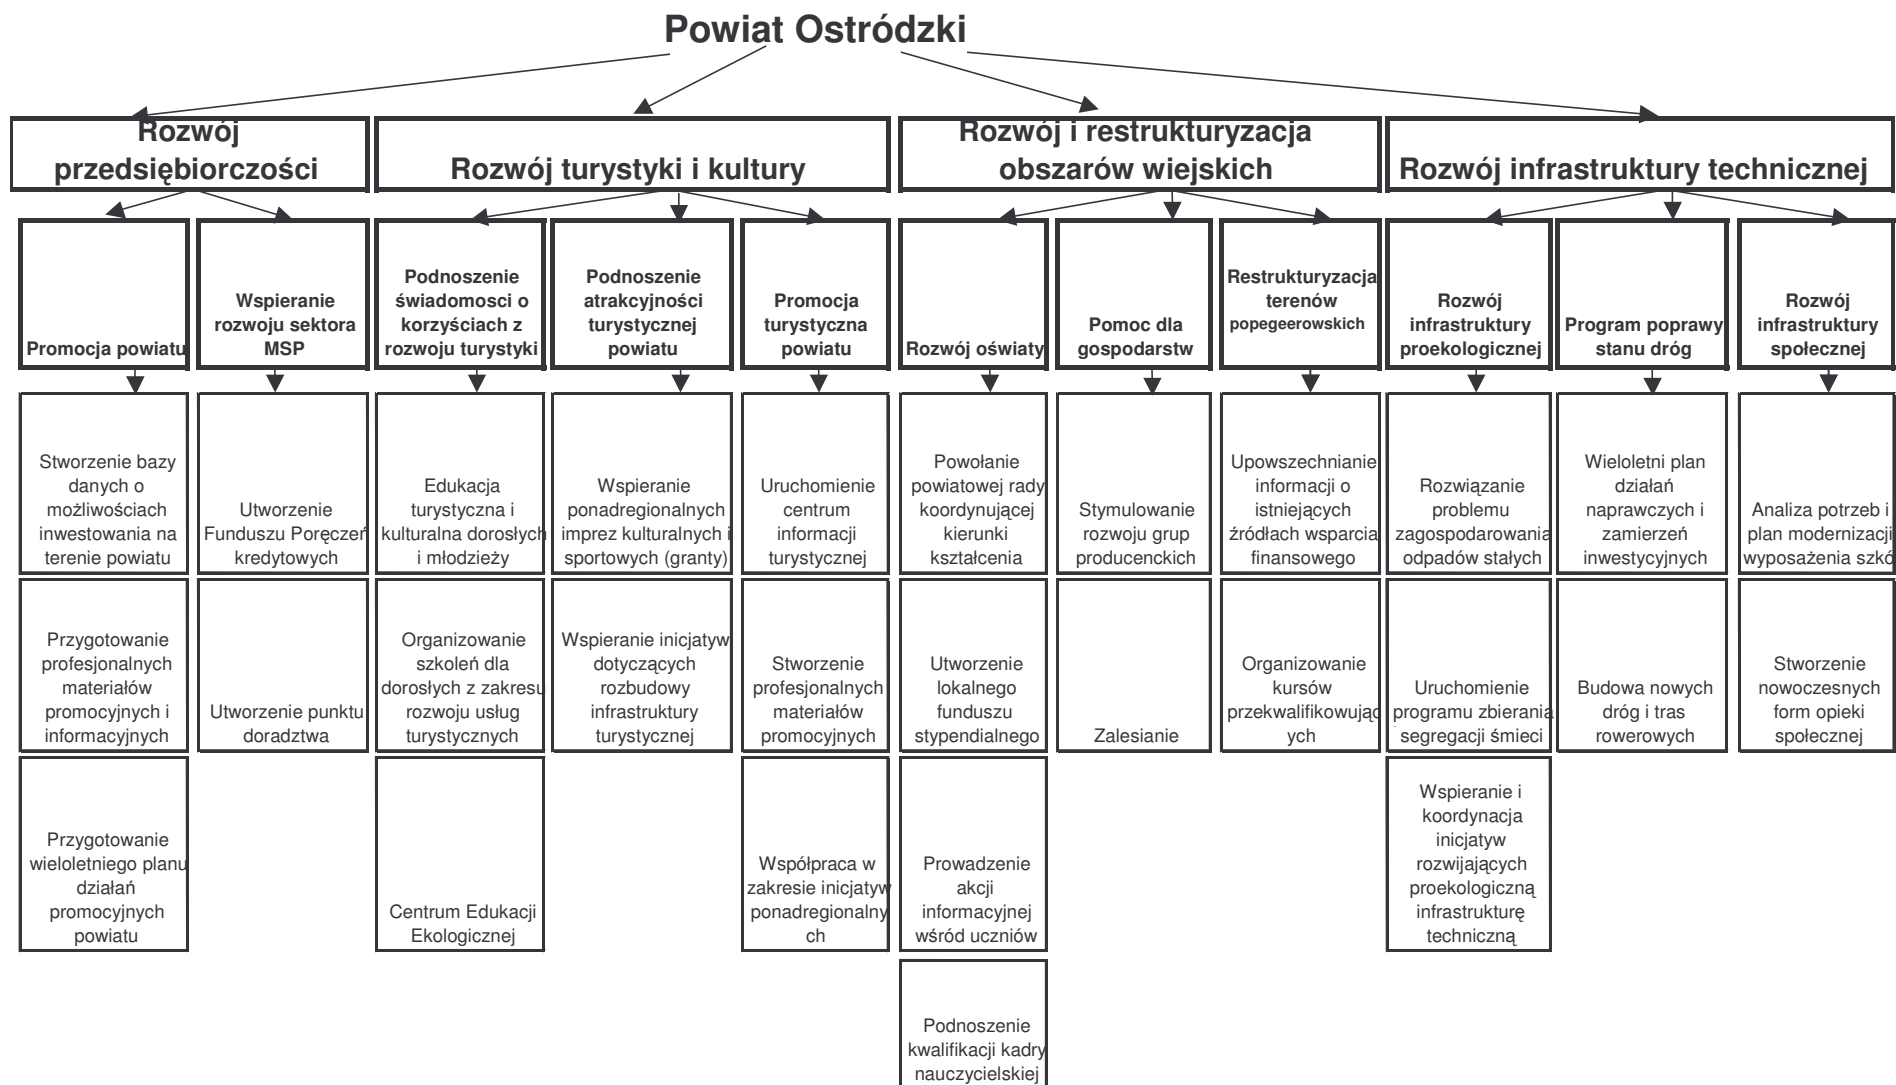 Powiat Ostródzki
Rozwój
przedsiębiorczości
Rozwój turystyki i kultury
Rozwój i restrukturyzacja
obszarów wiejskich
Rozwój infrastruktury technicznej
Promocja powiatu
Wspieranie
rozwoju sektora
MSP
Podnoszenie
świadomosci o
korzyściach z
rozwoju turystyki
Podnoszenie
atrakcyjności
turystycznej
powiatu
Promocja
turystyczna
powiatu
Rozwój oświaty
Pomoc dla
gospodarstw
Restrukturyzacja
terenów
popegeerowskich
Rozwój
infrastruktury
proekologicznej
Program poprawy
stanu dróg
Rozwój
infrastruktury
społecznej
Stworzenie bazy
danych o
możliwościach
inwestowania na
terenie powiatu
Utworzenie
Funduszu Poręczeń
kredytowych
Edukacja
turystyczna i
kulturalna dorosłych
i młodzieży
Wspieranie
ponadregionalnych
imprez kulturalnych i
sportowych (granty)
Uruchomienie
centrum
informacji
turystycznej
Powołanie
powiatowej rady
koordynującej
kierunki
kształcenia
Stymulowanie
rozwoju grup
producenckich
Upowszechnianie
informacji o
istniejących
źródłach wsparcia
finansowego
Rozwiązanie
problemu
zagospodarowania
odpadów stałych
Wieloletni plan
działań
naprawczych i
zamierzeń
inwestycyjnych
Analiza potrzeb i
plan modernizacji
wyposażenia szkó
Przygotowanie
profesjonalnych
materiałów
promocyjnych i
informacyjnych
Utworzenie punktu
doradztwa
Organizowanie
szkoleń dla
dorosłych z zakresu
rozwoju usług
turystycznych
Wspieranie inicjatyw
dotyczących
rozbudowy
infrastruktury
turystycznej
Stworzenie
profesjonalnych
materiałów
promocyjnych
Utworzenie
lokalnego
funduszu
stypendialnego
Zalesianie
Organizowanie
kursów
przekwalifikowując
ych
Uruchomienie
programu zbierania
segregacji śmieci
Budowa nowych
dróg i tras
rowerowych
Stworzenie
nowoczesnych
form opieki
społecznej
Przygotowanie
wieloletniego planu
działań
promocyjnych
powiatu
Centrum Edukacji
Ekologicznej
Współpraca w
zakresie inicjatyw
ponadregionalny
ch
Prowadzenie
akcji
informacyjnej
wśród uczniów
Wspieranie i
koordynacja
inicjatyw
rozwijających
proekologiczną
infrastrukturę
techniczną
Podnoszenie
kwalifikacji kadry
nauczycielskiej